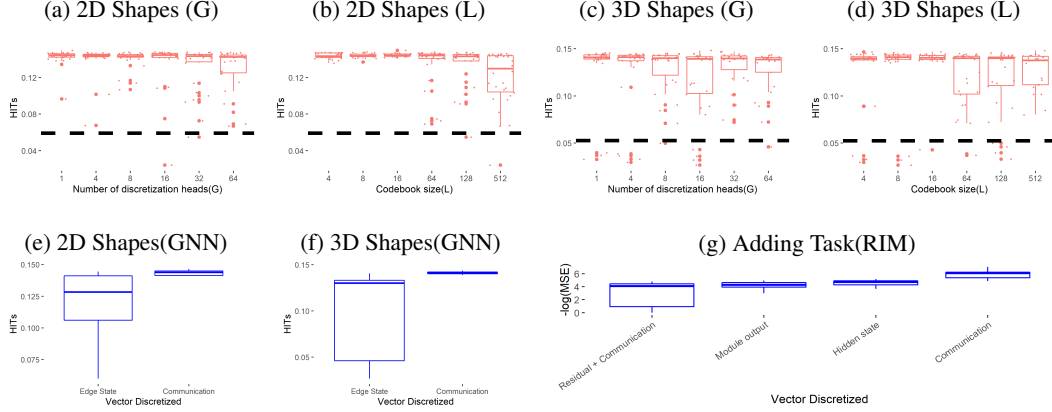 (a) 2D Shapes (G)
(b) 2D Shapes(L)
(c) 3D Shapes (G)
(d) 3D Shapes (L)
HITs
0.12
0.08
0.04
1 4 8 16 32 64
Number of discretization heads(G)
HITs
0.12
0.08
0.04
4 8 16 64 128 512
Codebook size(L)
HITs
0.15
0.10
0.05
1 4 8 16 32 64
Number of discretization heads(G)
HITs
0.15
0.10
0.05
4 8 16 64 128 512
Codebook size(L)
(e) 2D Shapes(GNN)
(f) 3D Shapes(GNN)
(g) Adding Task(RIM)
HITs
0.150
0.125
0.100
0.075
Edge State Communication
Vector Discretized
HITs
0.15
0.10
0.05
Edge State Communication
Vector Discretized
-log(MSE)
6
4
2
0
Residual + Communication
Module output
Hidden state
Communication
Vector Discretized